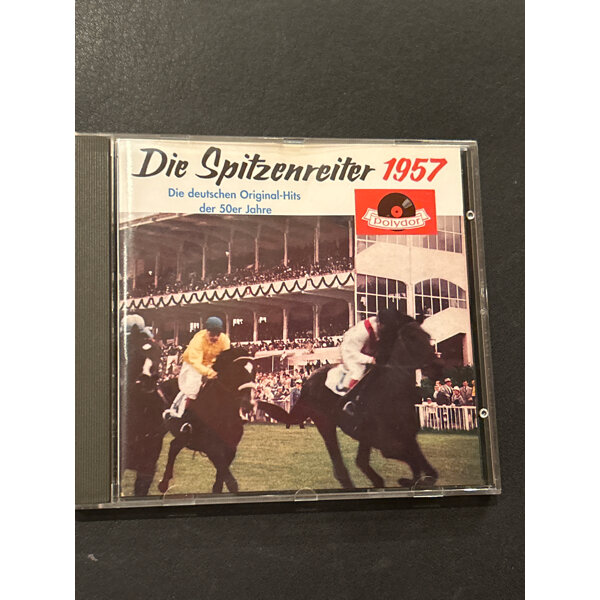 Die Spitzenreiter 1957
Die deutschen Original-Hits
der 50er Jahre
Polydor